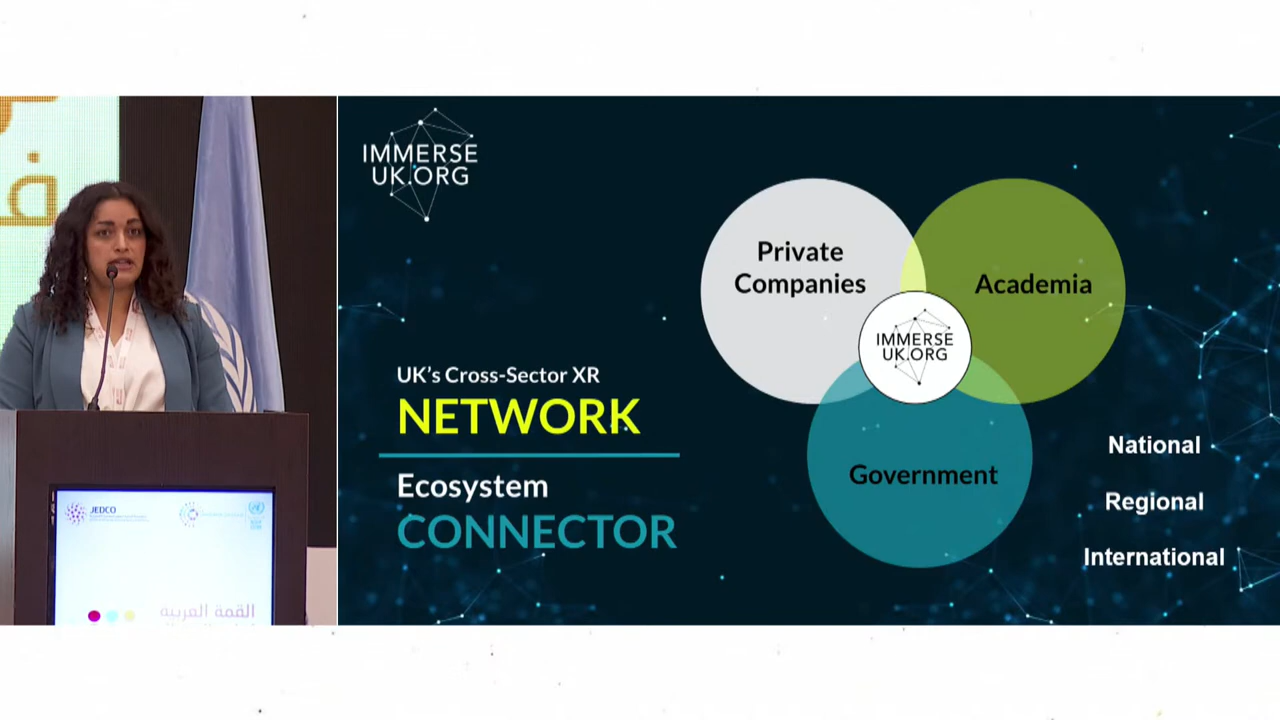 IMMERSE
UK.ORG
Private
Companies
Academia
IMMERSE
UK.ORG
UK's Cross-Sector XR
NETWORK
Ecosystem
CONNECTOR
Government
National
Regional
International
JEDCO
القمة العربية